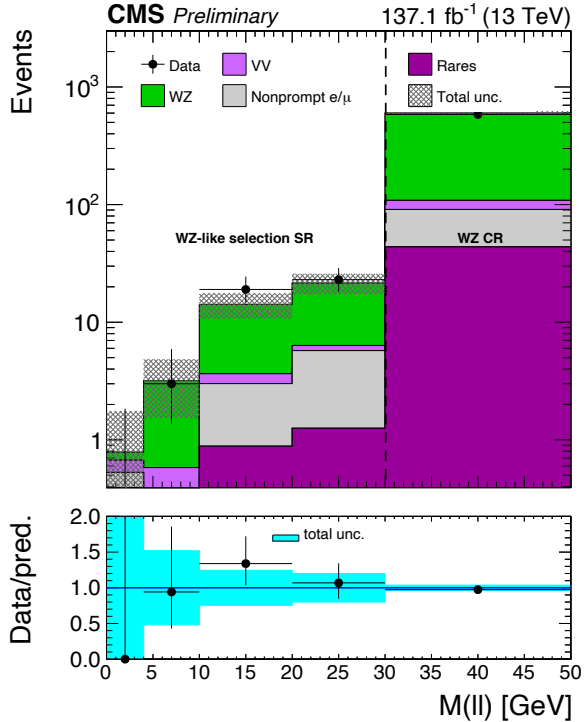 CMS Preliminary 137.1 fb⁻¹ (13 TeV)
Events
Data VV Rares
WZ Nonprompt e/μ Total unc.
10³
10²
10
1
WZ-like selection SR WZ CR
Data/pred.
total unc.
2.0
1.5
1.0
0.5
0.0
0 5 10 15 20 25 30 35 40 45 50
M(ll) [GeV]